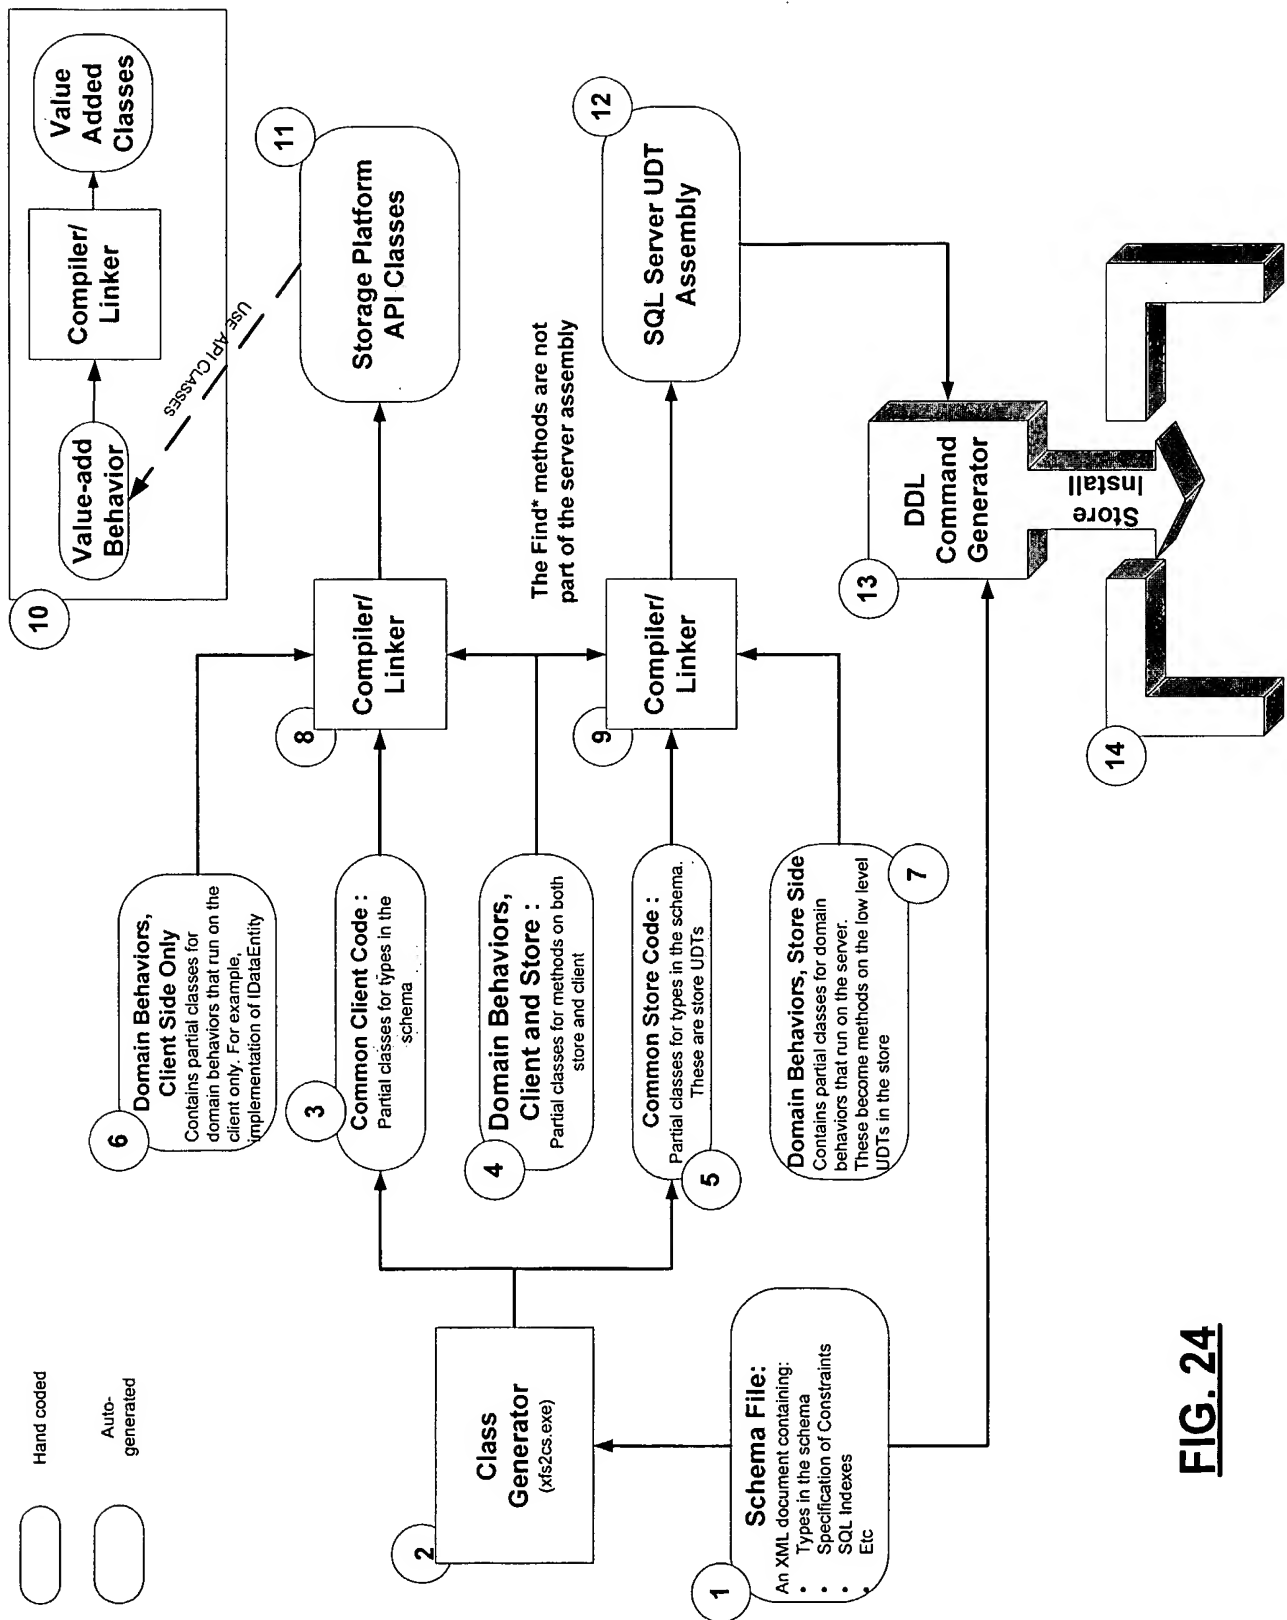 Hand coded
Auto-
generated
1
Schema File:
An XML document containing:
• Types in the schema
• Specification of Constraints
• SQL Indexes
• Etc
2
Class
Generator
(xfs2cs.exe)
6
Domain Behaviors,
Client Side Only
Contains partial classes for
domain behaviors that run on the
client only. For example,
implementation of IDataEntity
3
Common Client Code :
Partial classes for types in the
schema
4
Domain Behaviors,
Client and Store :
Partial classes for methods on both
store and client
5
Common Store Code :
Partial classes for types in the schema.
These are store UDTs
7
Domain Behaviors, Store Side
Contains partial classes for domain
behaviors that run on the server.
These become methods on the low level
UDTs in the store
8
Compiler/
Linker
9
Compiler/
Linker
The Find* methods are not
part of the server assembly
10
Value-add
Behavior
Compiler/
Linker
Value
Added
Classes
USE API CLASSES
11
Storage Platform
API Classes
12
SQL Server UDT
Assembly
13
DDL
Command
Generator
Store
Install
14
FIG. 24